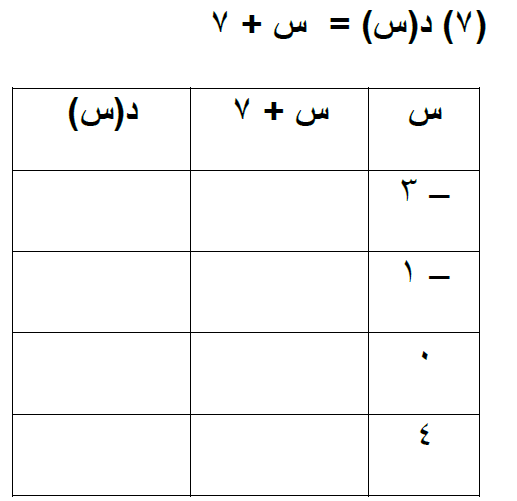 (٧) د(س) = س + ٧
س س + ٧ د(س)
– ٣
– ١
٠
٤